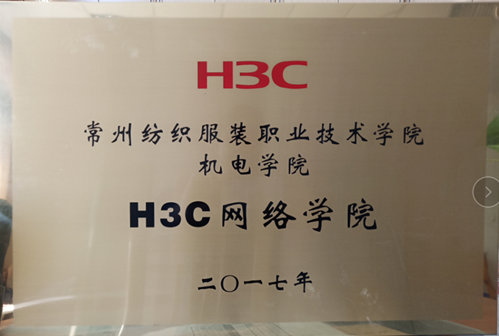 H3C
常州纺织服装职业技术学院
机电学院
H3C网络学院
二〇一七年